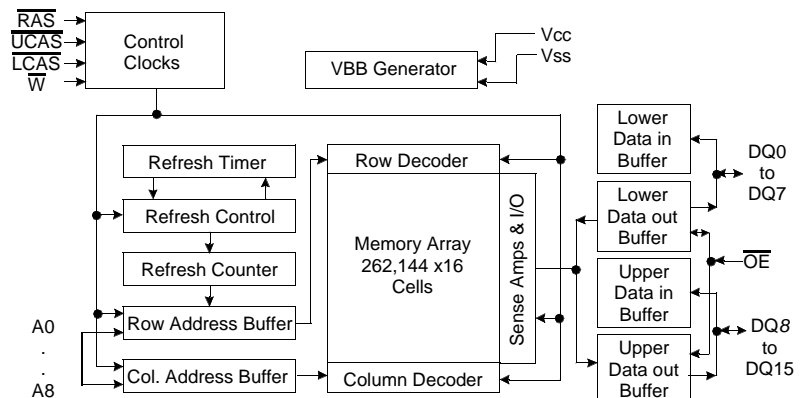 RAS
UCAS
LCAS
W
Control
Clocks
VBB Generator
Vcc
Vss
Refresh Timer
Refresh Control
Refresh Counter
Row Address Buffer
Col. Address Buffer
A0
.
.
A8
Row Decoder
Memory Array
262,144 x16
Cells
Column Decoder
Sense Amps & I/O
Lower
Data in
Buffer
Lower
Data out
Buffer
Upper
Data in
Buffer
Upper
Data out
Buffer
DQ0
to
DQ7
OE
DQ8
to
DQ15